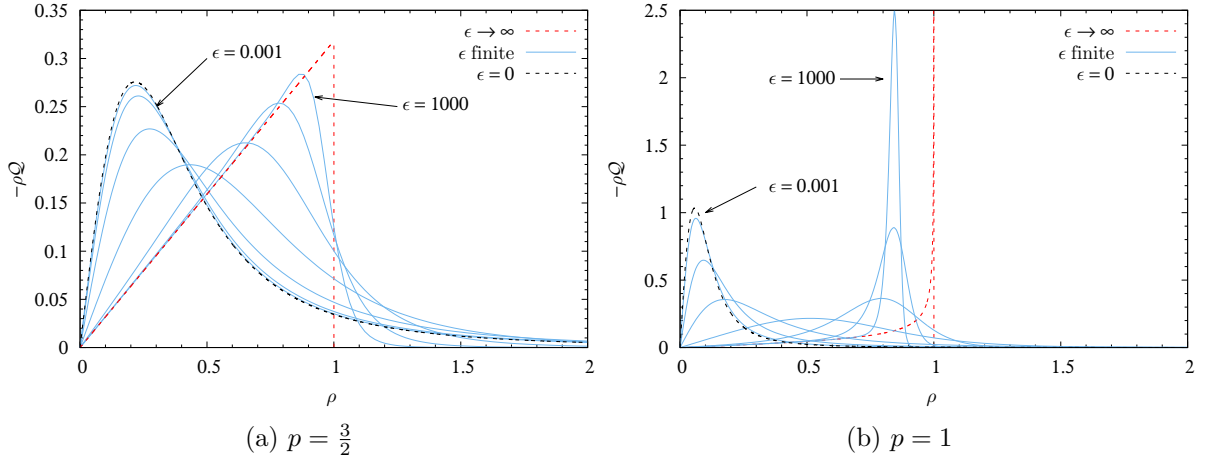 0.35
0.3
0.25
0.2
0.15
0.1
0.05
0
−ρQ
0 0.5 1 1.5 2
ρ
ϵ → ∞
ϵ finite
ϵ = 0
ϵ = 0.001
ϵ = 1000
(a) p = 3/2
2.5
2
1.5
1
0.5
0
−ρQ
0 0.5 1 1.5 2
ρ
ϵ → ∞
ϵ finite
ϵ = 0
ϵ = 1000
ϵ = 0.001
(b) p = 1